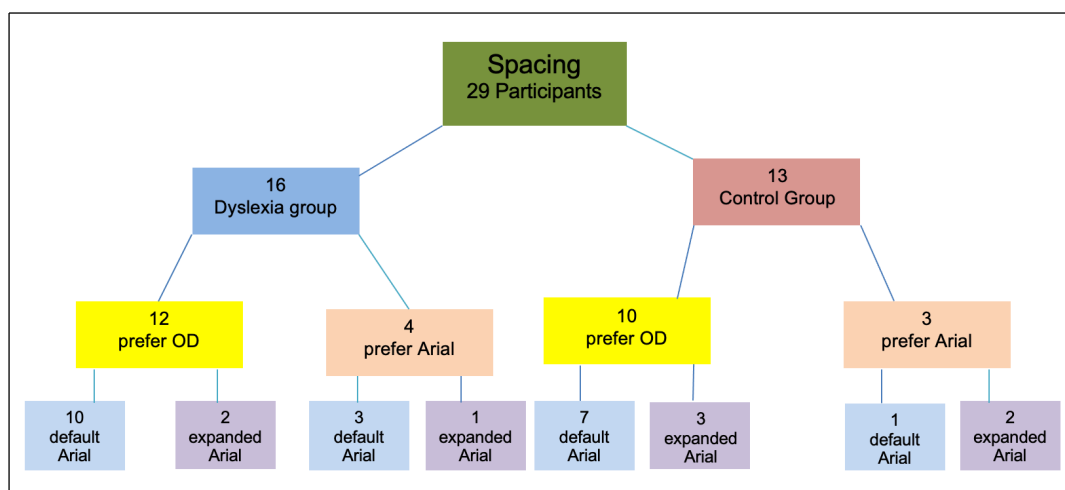 Spacing
29 Participants
16
Dyslexia group
13
Control Group
12
prefer OD
4
prefer Arial
10
prefer OD
3
prefer Arial
10
default
Arial
2
expanded
Arial
3
default
Arial
1
expanded
Arial
7
default
Arial
3
expanded
Arial
1
default
Arial
2
expanded
Arial